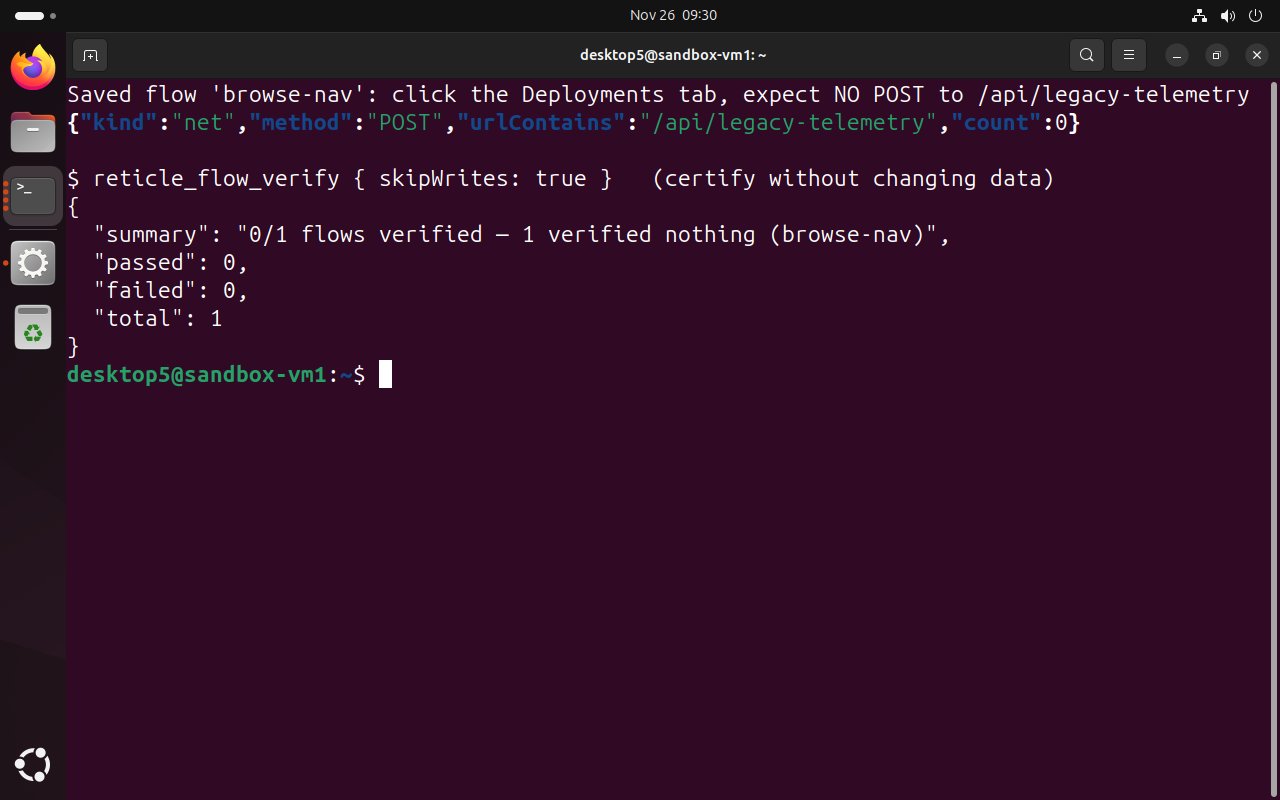 Nov 26 09:30
desktop5@sandbox-vm1: ~
Saved flow 'browse-nav': click the Deployments tab, expect NO POST to /api/legacy-telemetry
{"kind":"net","method":"POST","urlContains":"/api/legacy-telemetry","count":0}
$ reticle_flow_verify { skipWrites: true }   (certify without changing data)
{
  "summary": "0/1 flows verified — 1 verified nothing (browse-nav)",
  "passed": 0,
  "failed": 0,
  "total": 1
}
desktop5@sandbox-vm1:~$